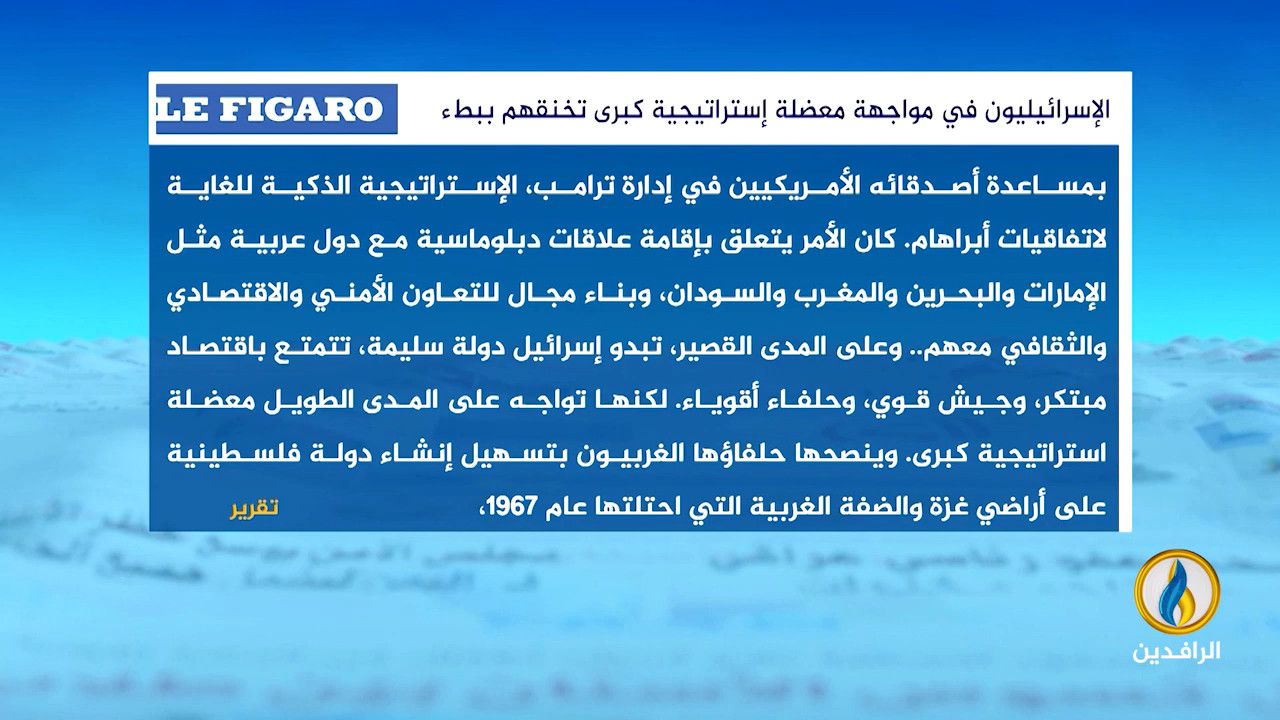 LE FIGARO
الإسرائيليون في مواجهة معضلة إستراتيجية كبرى تخنقهم ببطء
بمساعدة أصدقائه الأمريكيين في إدارة ترامب، الإستراتيجية الذكية للغاية
لاتفاقيات أبراهام. كان الأمر يتعلق بإقامة علاقات دبلوماسية مع دول عربية مثل
الإمارات والبحرين والمغرب والسودان، وبناء مجال للتعاون الأمني والاقتصادي
والثقافي معهم.. وعلى المدى القصير، تبدو إسرائيل دولة سليمة، تتمتع باقتصاد
مبتكر، وجيش قوي، وحلفاء أقوياء. لكنها تواجه على المدى الطويل معضلة
استراتيجية كبرى. وينصحها حلفاؤها الغربيون بتسهيل إنشاء دولة فلسطينية
على أراضي غزة والضفة الغربية التي احتلتها عام 1967،
تقرير
الرافدين